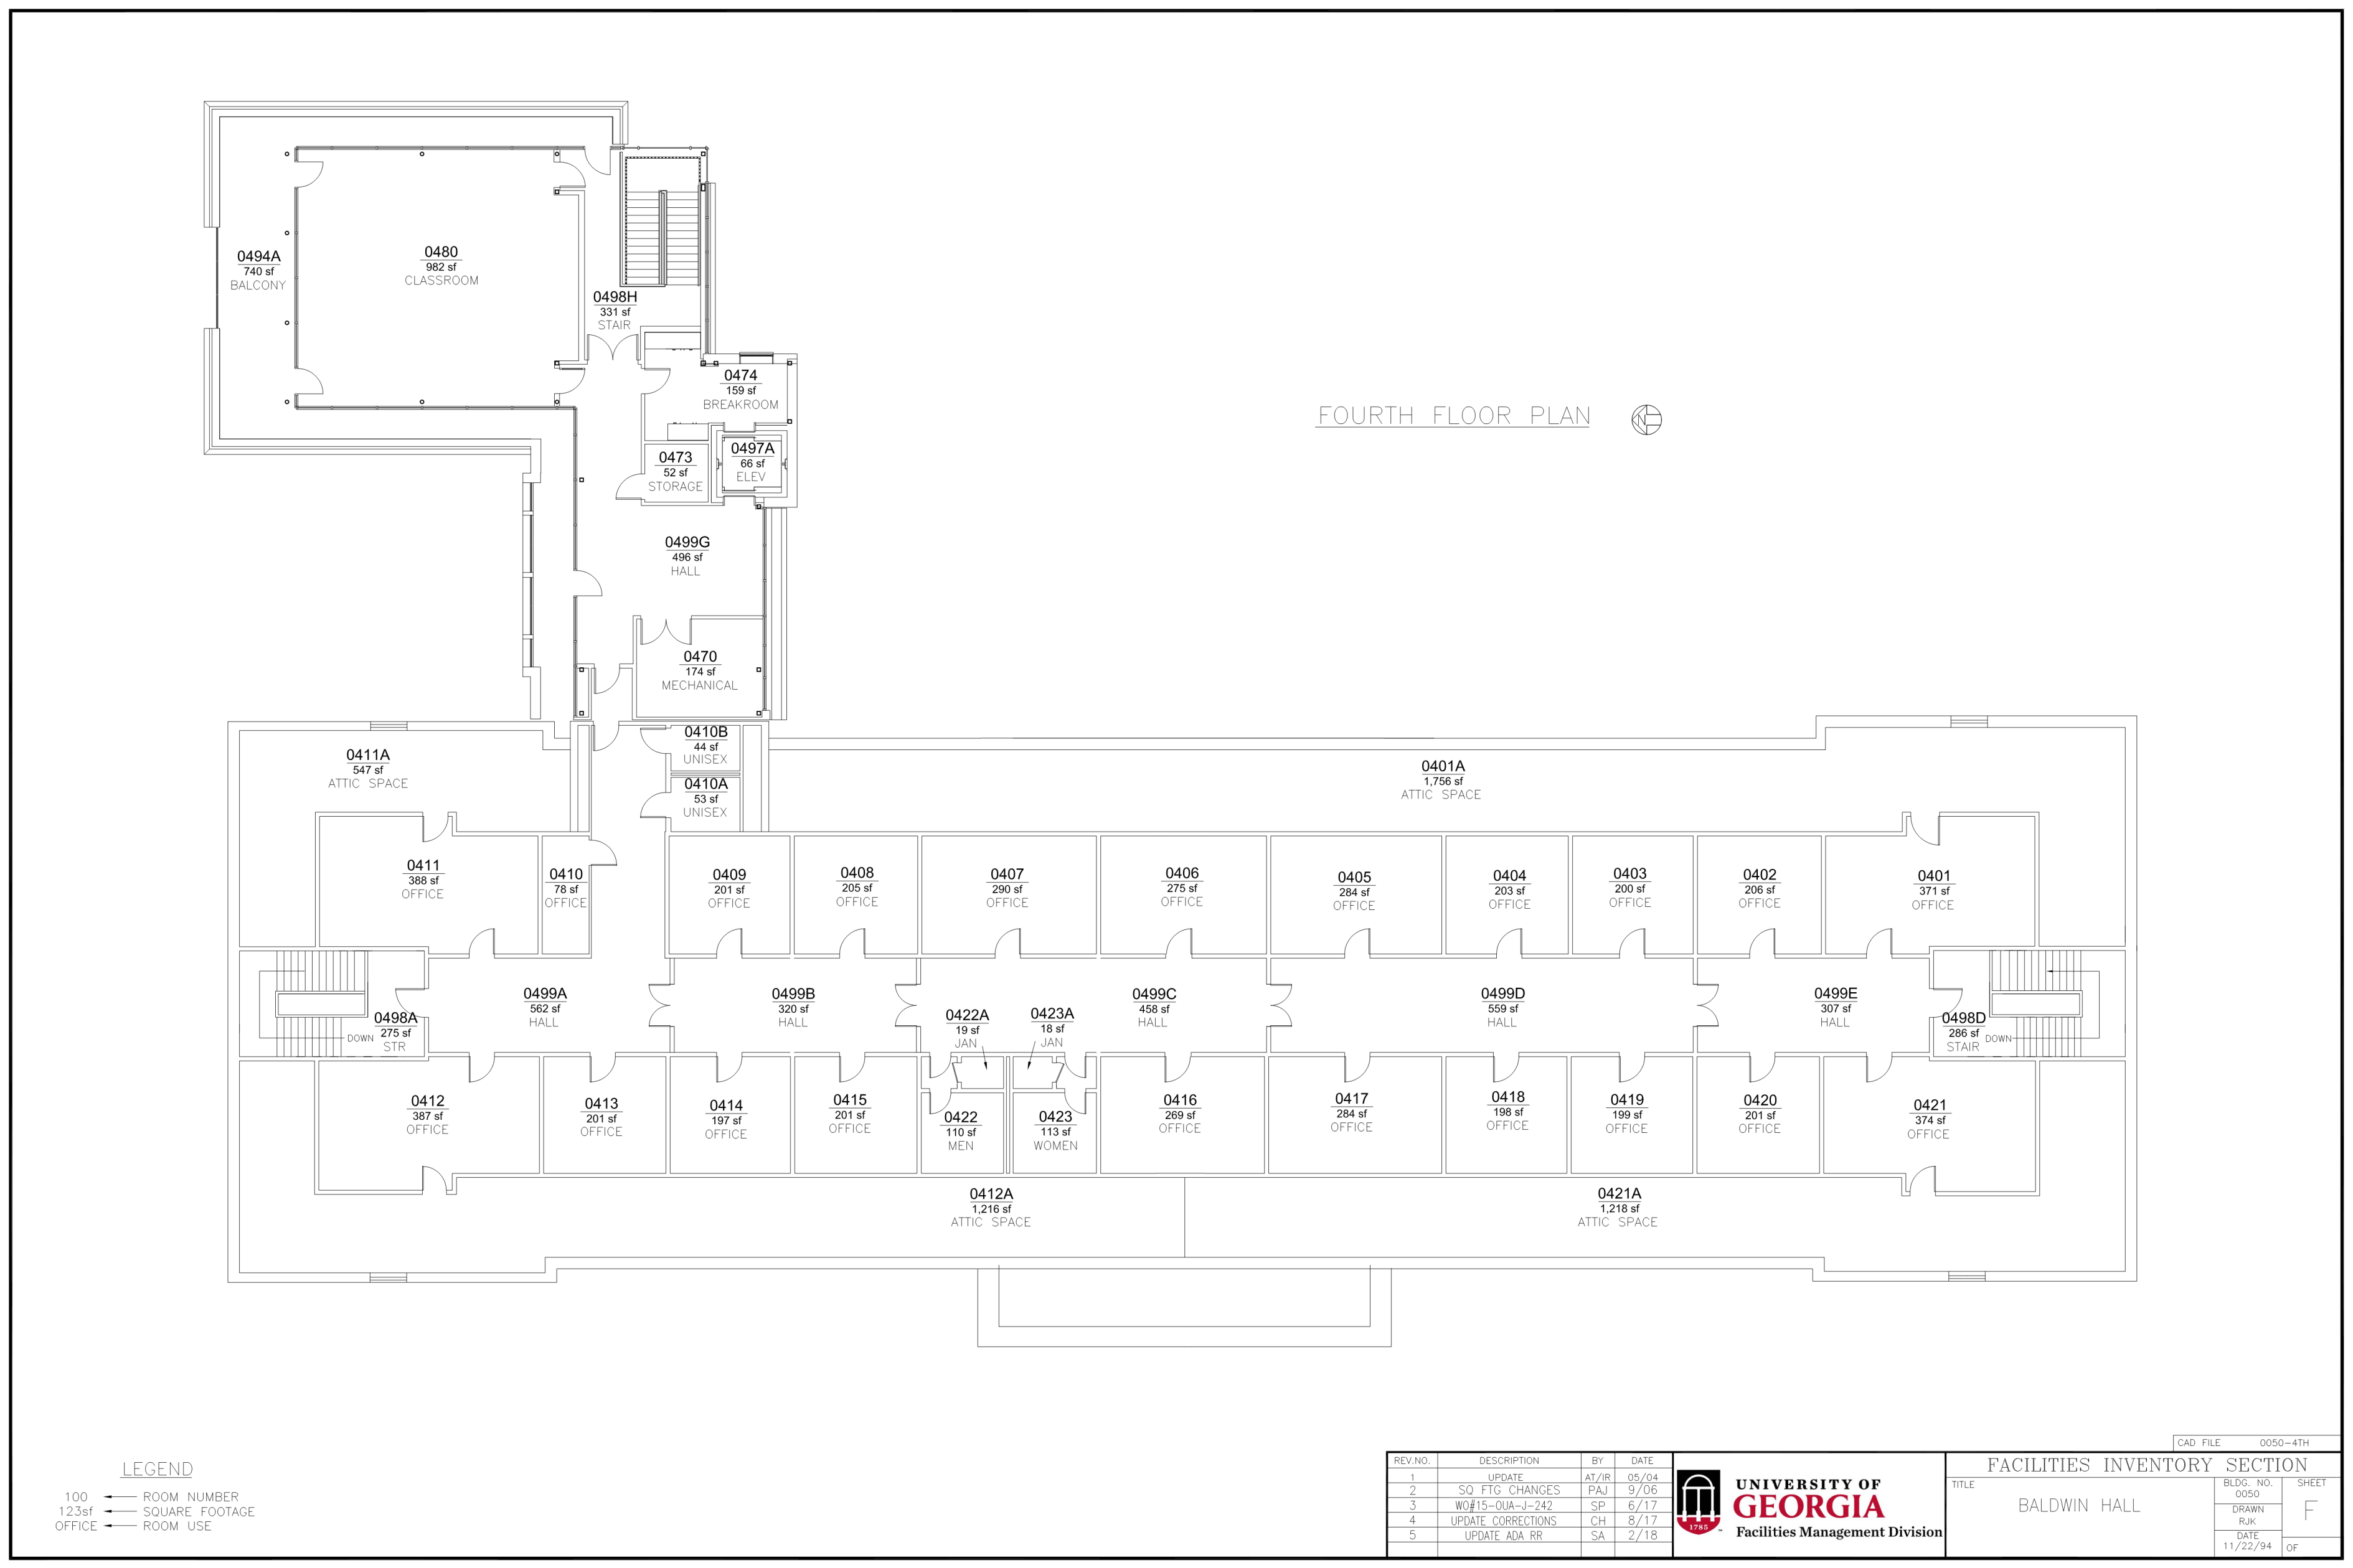 0494A
740 sf
BALCONY
0480
982 sf
CLASSROOM
0498H
331 sf
STAIR
0474
159 sf
BREAKROOM
FOURTH FLOOR PLAN
N
0473
52 sf
STORAGE
0497A
66 sf
ELEV
0499G
496 sf
HALL
0470
174 sf
MECHANICAL
0411A
547 sf
ATTIC SPACE
0410B
44 sf
UNISEX
0410A
53 sf
UNISEX
0401A
1,756 sf
ATTIC SPACE
0411
388 sf
OFFICE
0410
78 sf
OFFICE
0409
201 sf
OFFICE
0408
205 sf
OFFICE
0407
290 sf
OFFICE
0406
275 sf
OFFICE
0405
284 sf
OFFICE
0404
203 sf
OFFICE
0403
200 sf
OFFICE
0402
206 sf
OFFICE
0401
371 sf
OFFICE
0498A
275 sf
STR
DOWN
0499A
562 sf
HALL
0499B
320 sf
HALL
0422A
19 sf
JAN
0423A
18 sf
JAN
0499C
458 sf
HALL
0499D
559 sf
HALL
0499E
307 sf
HALL
0498D
286 sf
STAIR
DOWN
0412
387 sf
OFFICE
0413
201 sf
OFFICE
0414
197 sf
OFFICE
0415
201 sf
OFFICE
0422
110 sf
MEN
0423
113 sf
WOMEN
0416
269 sf
OFFICE
0417
284 sf
OFFICE
0418
198 sf
OFFICE
0419
199 sf
OFFICE
0420
201 sf
OFFICE
0421
374 sf
OFFICE
0412A
1,216 sf
ATTIC SPACE
0421A
1,218 sf
ATTIC SPACE
LEGEND
100 ROOM NUMBER
123sf SQUARE FOOTAGE
OFFICE ROOM USE
REV.NO. DESCRIPTION BY DATE
1 UPDATE AT/IR 05/04
2 SQ FTG CHANGES PAJ 9/06
3 WO#15-OUA-J-242 SP 6/17
4 UPDATE CORRECTIONS CH 8/17
5 UPDATE ADA RR SA 2/18
1785
UNIVERSITY OF
GEORGIA
Facilities Management Division
CAD FILE 0050-4TH
FACILITIES INVENTORY SECTION
TITLE
BALDWIN HALL
BLDG. NO.
0050
DRAWN
RJK
DATE
11/22/94
SHEET
F
OF